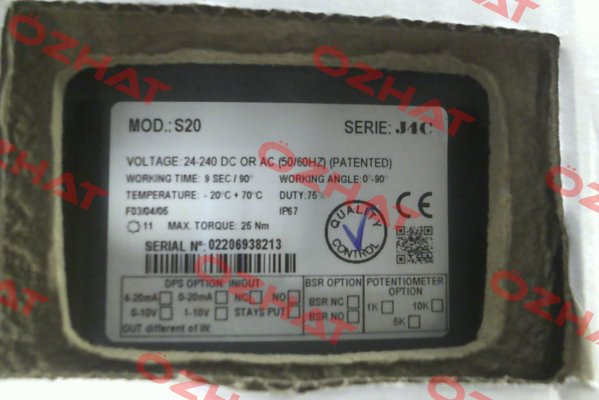 MOD.: S20 SERIE: J4C
VOLTAGE 24-240 DC OR AC (50/60HZ) (PATENTED)
WORKING TIME: 9 SEC / 90° WORKING ANGLE: 0°-90°
TEMPERATURE: - 20°C + 70°C DUTY: 75
F03/04/05 IP67 CE
11 MAX. TORQUE: 25 Nm
QUALITY CONTROL
SERIAL Nº: 02206938213
DPS OPTION: IN/OUT BSR OPTION POTENTIOMETER OPTION
4-20mA 0-20mA NC NO BSR NC 1K 10K
0-10V 1-10V STAYS PUT BSR NO 5K
OUT different of IN:
OZHAT
OZHAT
OZHAT
OZHAT
OZHAT
OZHAT